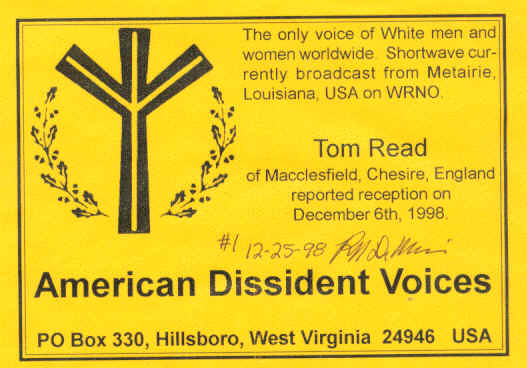 The only voice of White men and
women worldwide. Shortwave cur-
rently broadcast from Metairie,
Louisiana, USA on WRNO.
Tom Read
of Macclesfield, Chesire, England
reported reception on
December 6th, 1998.
#1 12-25-98
American Dissident Voices
PO Box 330, Hillsboro, West Virginia 24946 USA